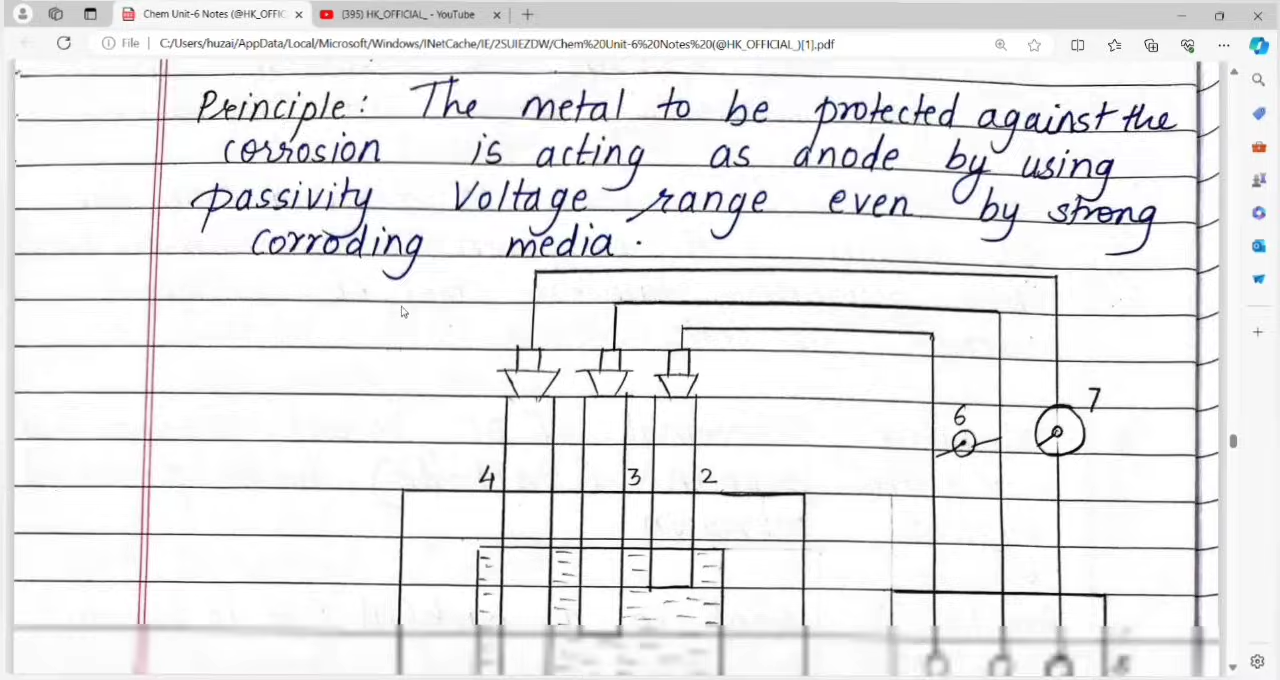 Chem Unit-6 Notes (@HK_OFFIC
(395) HK_OFFICIAL_ - YouTube
File
C:/Users/huzai/AppData/Local/Microsoft/Windows/INetCache/IE/2SUIEZDW/Chem%20Unit-6%20Notes%20(@HK_OFFICIAL_)[1].pdf
Principle: The metal to be protected against the
corrosion is acting as anode by using
passivity Voltage range even by strong
corroding media.
7
6
4 3 2